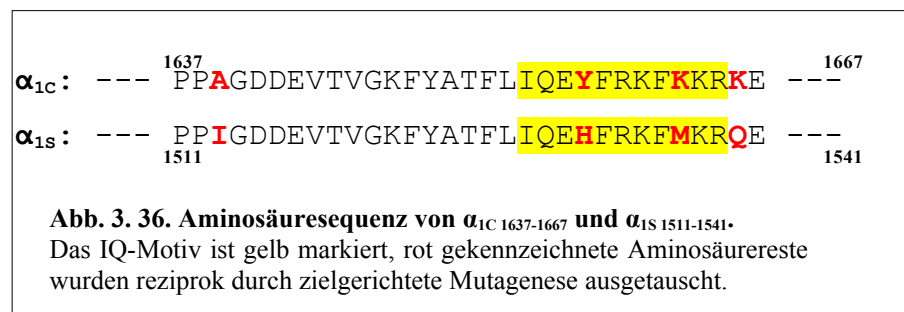 1637 1667
α1C: --- PPAGDDEVTVGKFYATFLIQEYFRKFKKRKE ---
α1S: --- PPIGDDEVTVGKFYATFLIQEHFRKFMKRQE ---
1511 1541
Abb. 3. 36. Aminosäuresequenz von α1C 1637-1667 und α1S 1511-1541.
Das IQ-Motiv ist gelb markiert, rot gekennzeichnete Aminosäurereste
wurden reziprok durch zielgerichtete Mutagenese ausgetauscht.